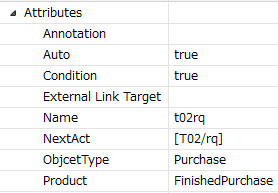 Attributes
Annotation
Auto true
Condition true
External Link Target
Name t02rq
NextAct [T02/rq]
ObjcetType Purchase
Product FinishedPurchase